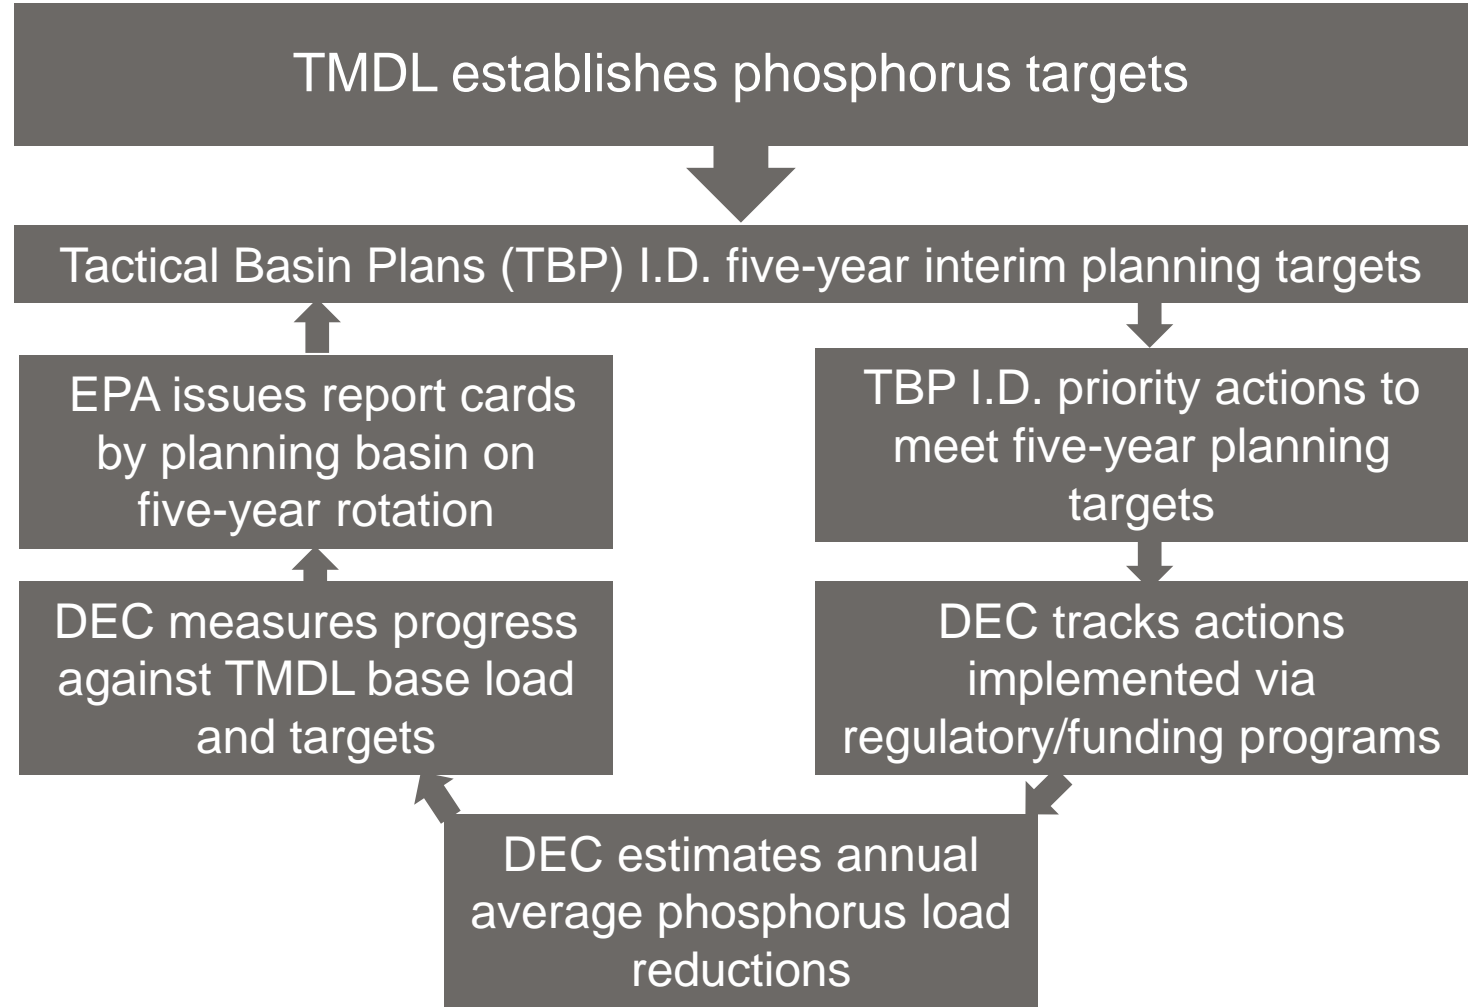 TMDL establishes phosphorus targets
Tactical Basin Plans (TBP) I.D. five-year interim planning targets
EPA issues report cards
by planning basin on
five-year rotation
TBP I.D. priority actions to
meet five-year planning
targets
DEC measures progress
against TMDL base load
and targets
DEC tracks actions
implemented via
regulatory/funding programs
DEC estimates annual
average phosphorus load
reductions